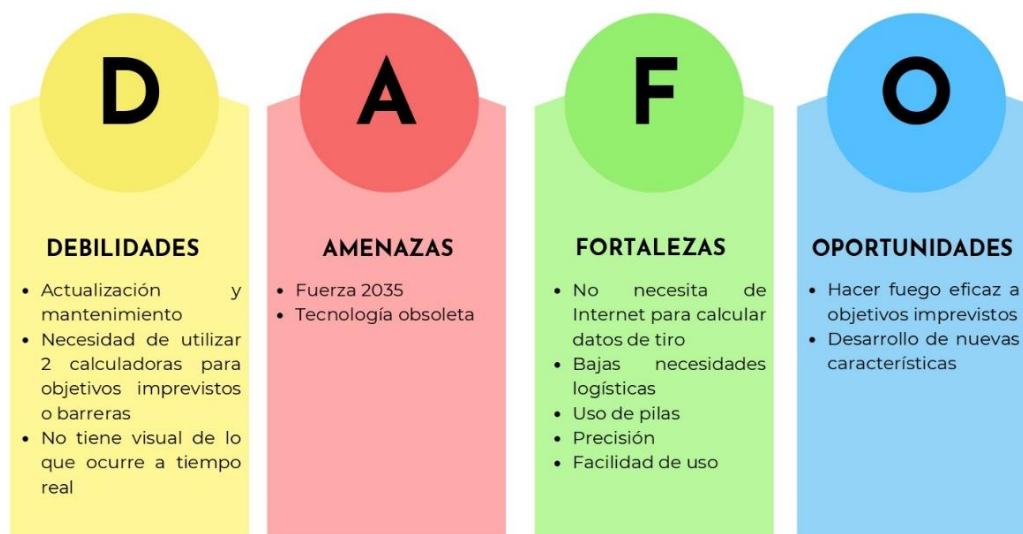 D
DEBILIDADES
• Actualización y
mantenimiento
• Necesidad de utilizar
2 calculadoras para
objetivos imprevistos
o barreras
• No tiene visual de lo
que ocurre a tiempo
real
A
AMENAZAS
• Fuerza 2035
• Tecnología obsoleta
F
FORTALEZAS
• No necesita de
Internet para calcular
datos de tiro
• Bajas necesidades
logísticas
• Uso de pilas
• Precisión
• Facilidad de uso
O
OPORTUNIDADES
• Hacer fuego eficaz a
objetivos imprevistos
• Desarrollo de nuevas
características